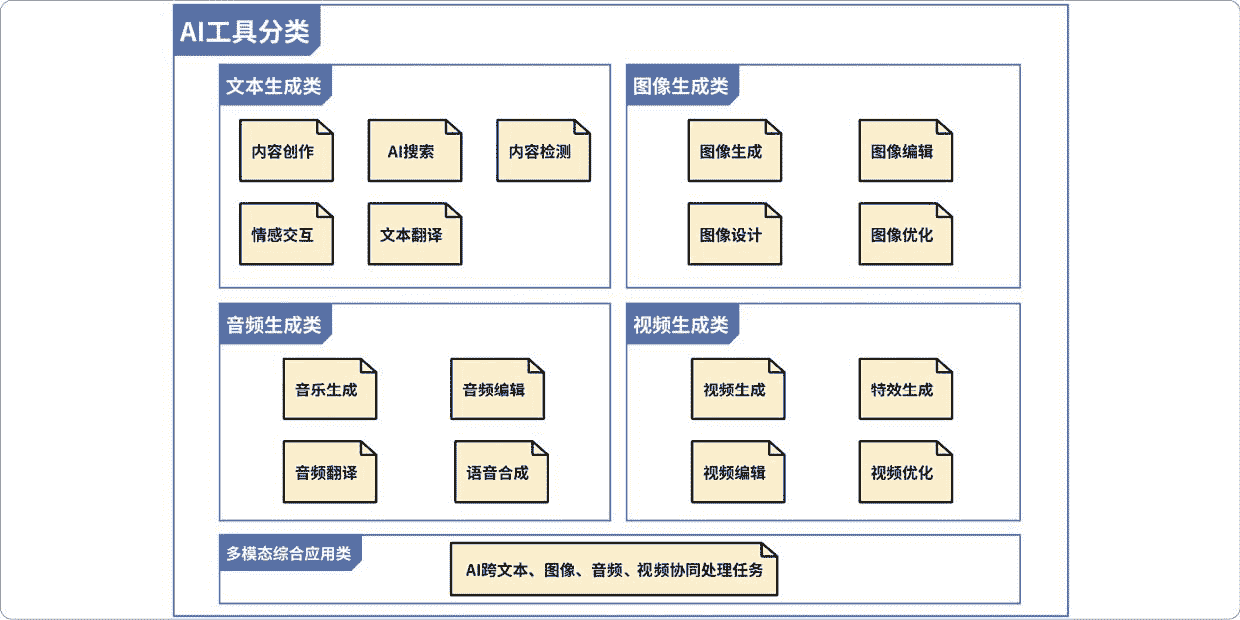 AI工具分类
文本生成类
内容创作
AI搜索
内容检测
情感交互
文本翻译
图像生成类
图像生成
图像编辑
图像设计
图像优化
音频生成类
音乐生成
音频编辑
音频翻译
语音合成
视频生成类
视频生成
特效生成
视频编辑
视频优化
多模态综合应用类
AI跨文本、图像、音频、视频协同处理任务